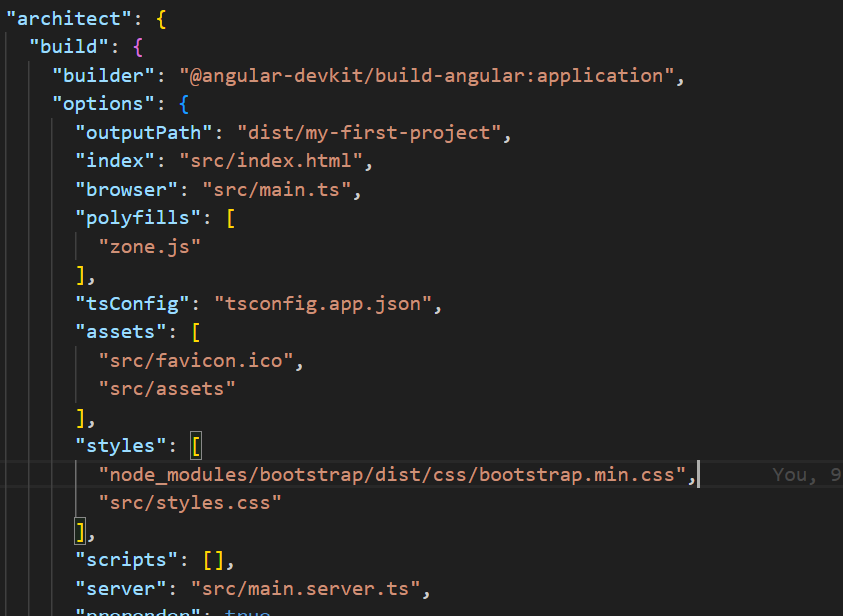 "architect": {
"build": {
"builder": "@angular-devkit/build-angular:application",
"options": {
"outputPath": "dist/my-first-project",
"index": "src/index.html",
"browser": "src/main.ts",
"polyfills": [
"zone.js"
],
"tsConfig": "tsconfig.app.json",
"assets": [
"src/favicon.ico",
"src/assets"
],
"styles": [
"node_modules/bootstrap/dist/css/bootstrap.min.css", You, 9
"src/styles.css"
],
"scripts": [],
"server": "src/main.server.ts",
"prerender": true